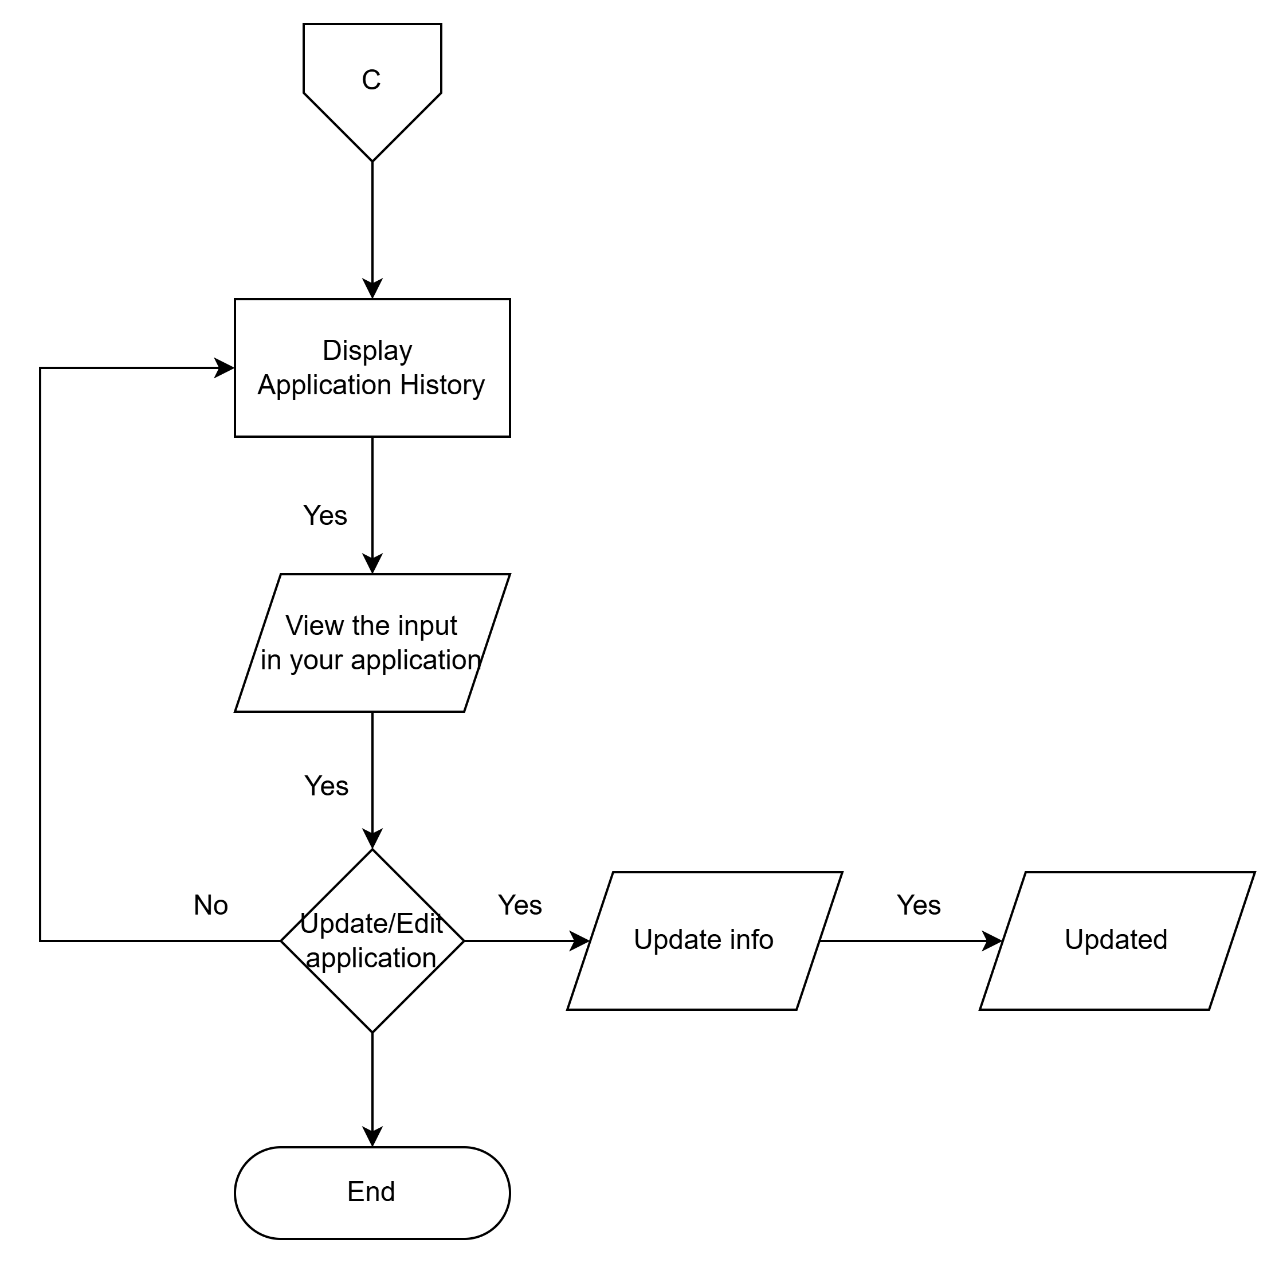 C
Display
Application History
Yes
View the input
in your application
Yes
No
Update/Edit
application
Yes
Update info
Yes
Updated
End